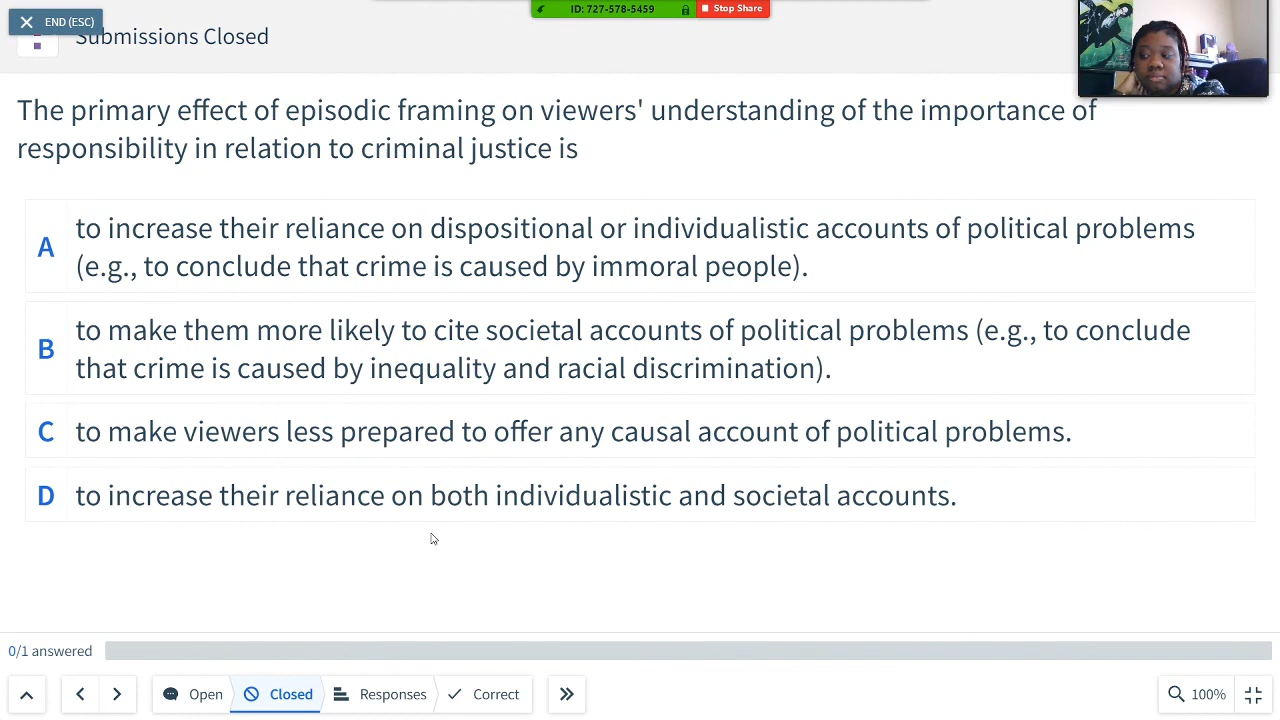 END (ESC)
ID: 727-578-5459
Stop Share
Submissions Closed
The primary effect of episodic framing on viewers' understanding of the importance of
responsibility in relation to criminal justice is
A
to increase their reliance on dispositional or individualistic accounts of political problems
(e.g., to conclude that crime is caused by immoral people).
B
to make them more likely to cite societal accounts of political problems (e.g., to conclude
that crime is caused by inequality and racial discrimination).
C
to make viewers less prepared to offer any causal account of political problems.
D
to increase their reliance on both individualistic and societal accounts.
0/1 answered
Open
Closed
Responses
Correct
100%